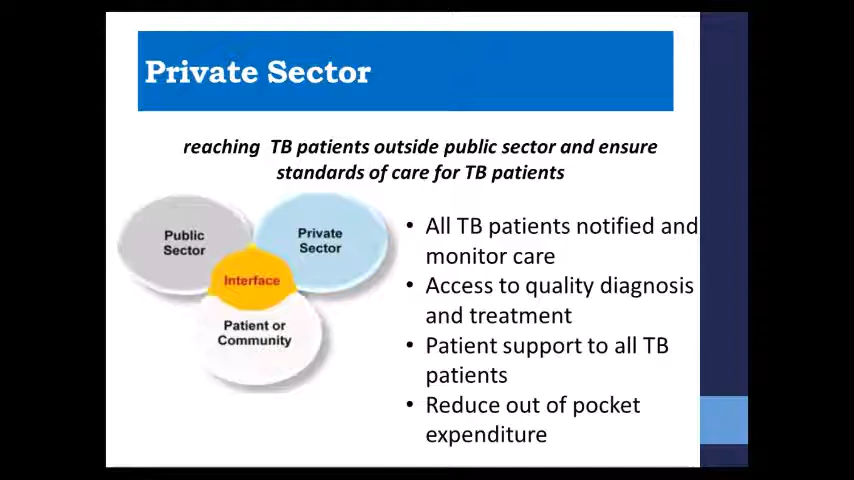 Private Sector
reaching TB patients outside public sector and ensure
standards of care for TB patients
Public
Sector
Private
Sector
Interface
Patient or
Community
• All TB patients notified and
monitor care
• Access to quality diagnosis
and treatment
• Patient support to all TB
patients
• Reduce out of pocket
expenditure